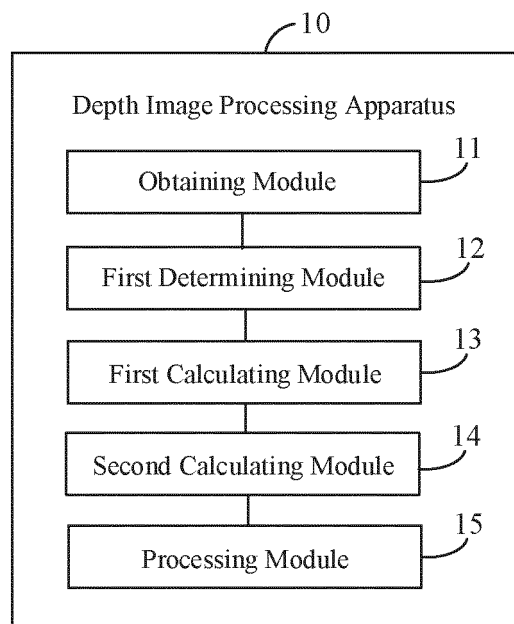 10
Depth Image Processing Apparatus
11
Obtaining Module
12
First Determining Module
13
First Calculating Module
14
Second Calculating Module
15
Processing Module